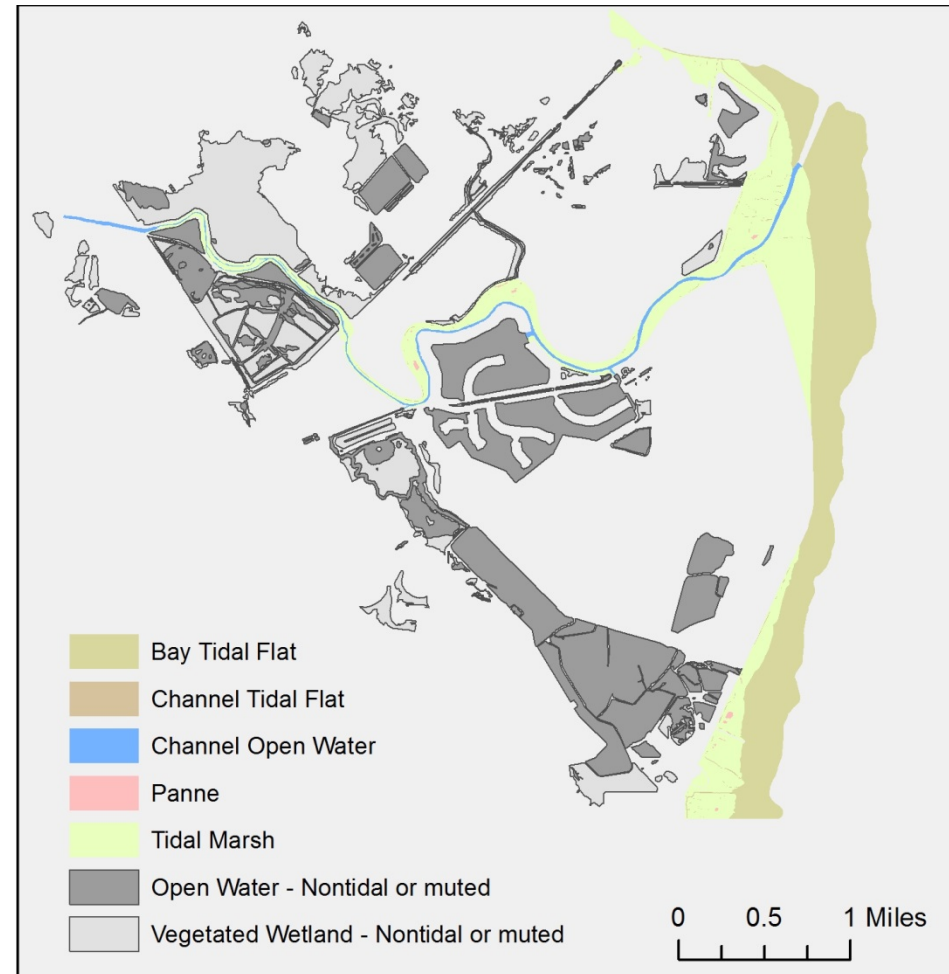 Bay Tidal Flat
Channel Tidal Flat
Channel Open Water
Panne
Tidal Marsh
Open Water - Nontidal or muted
Vegetated Wetland - Nontidal or muted
0 0.5 1 Miles